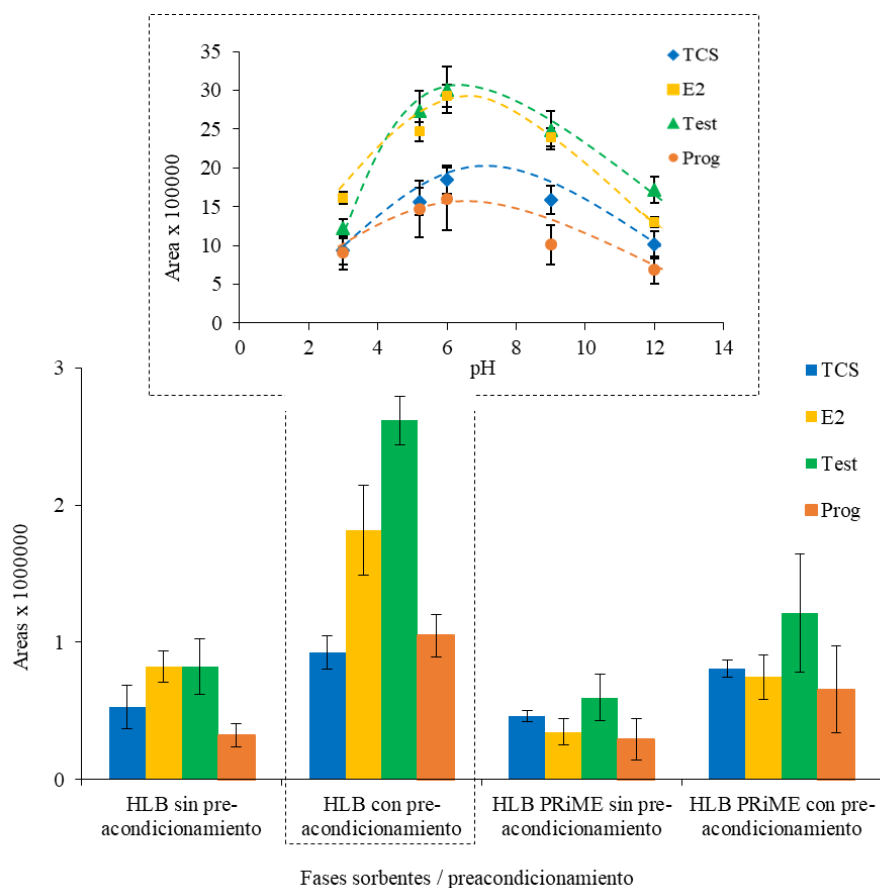 35
30
25
20
15
10
5
0
Area x 100000
0 2 4 6 8 10 12 14
pH
TCS
E2
Test
Prog
3
2
1
0
Areas x 1000000
TCS
E2
Test
Prog
HLB sin pre-
acondicionamiento
HLB con pre-
acondicionamiento
HLB PRiME sin pre-
acondicionamiento
HLB PRiME con pre-
acondicionamiento
Fases sorbentes / preacondicionamiento